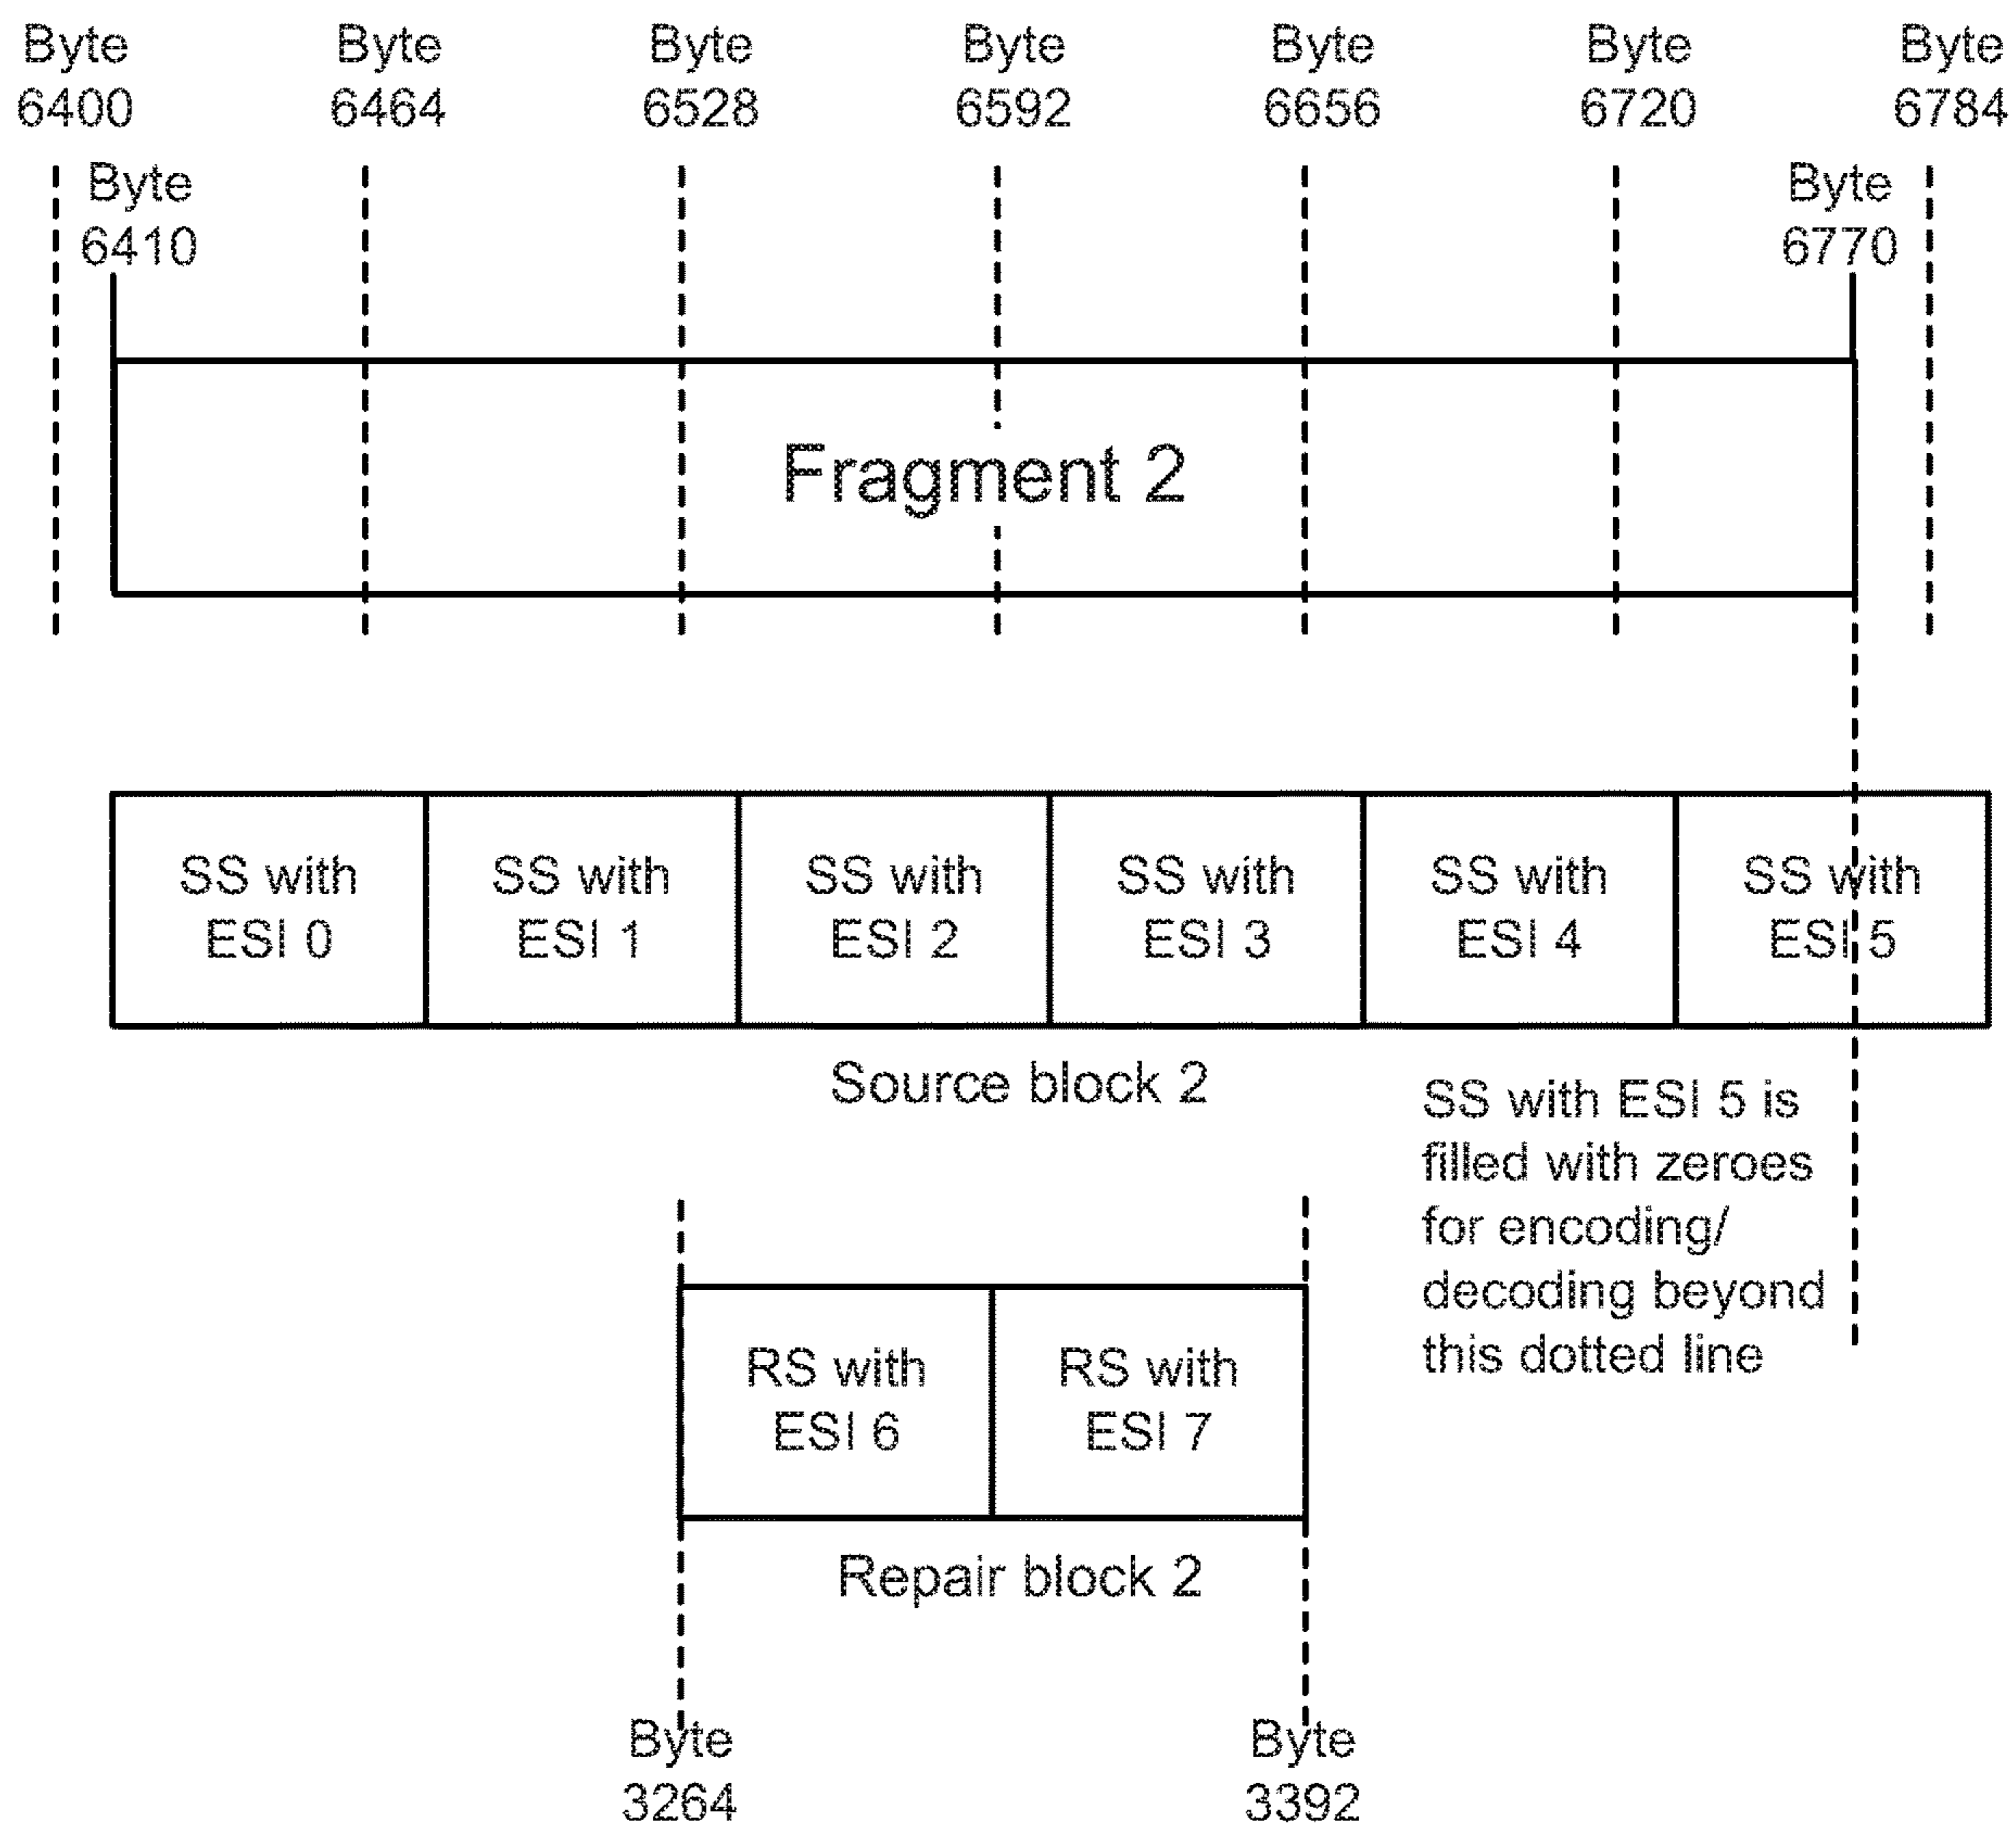 Byte Byte Byte Byte Byte Byte Byte
6400 6464 6528 6592 6656 6720 6784
Byte Byte
6410 6770
Fragment 2
SS with SS with SS with SS with SS with SS with
ESI 0 ESI 1 ESI 2 ESI 3 ESI 4 ESI 5
Source block 2
SS with ESI 5 is
filled with zeroes
for encoding/
decoding beyond
this dotted line
RS with RS with
ESI 6 ESI 7
Repair block 2
Byte Byte
3264 3392